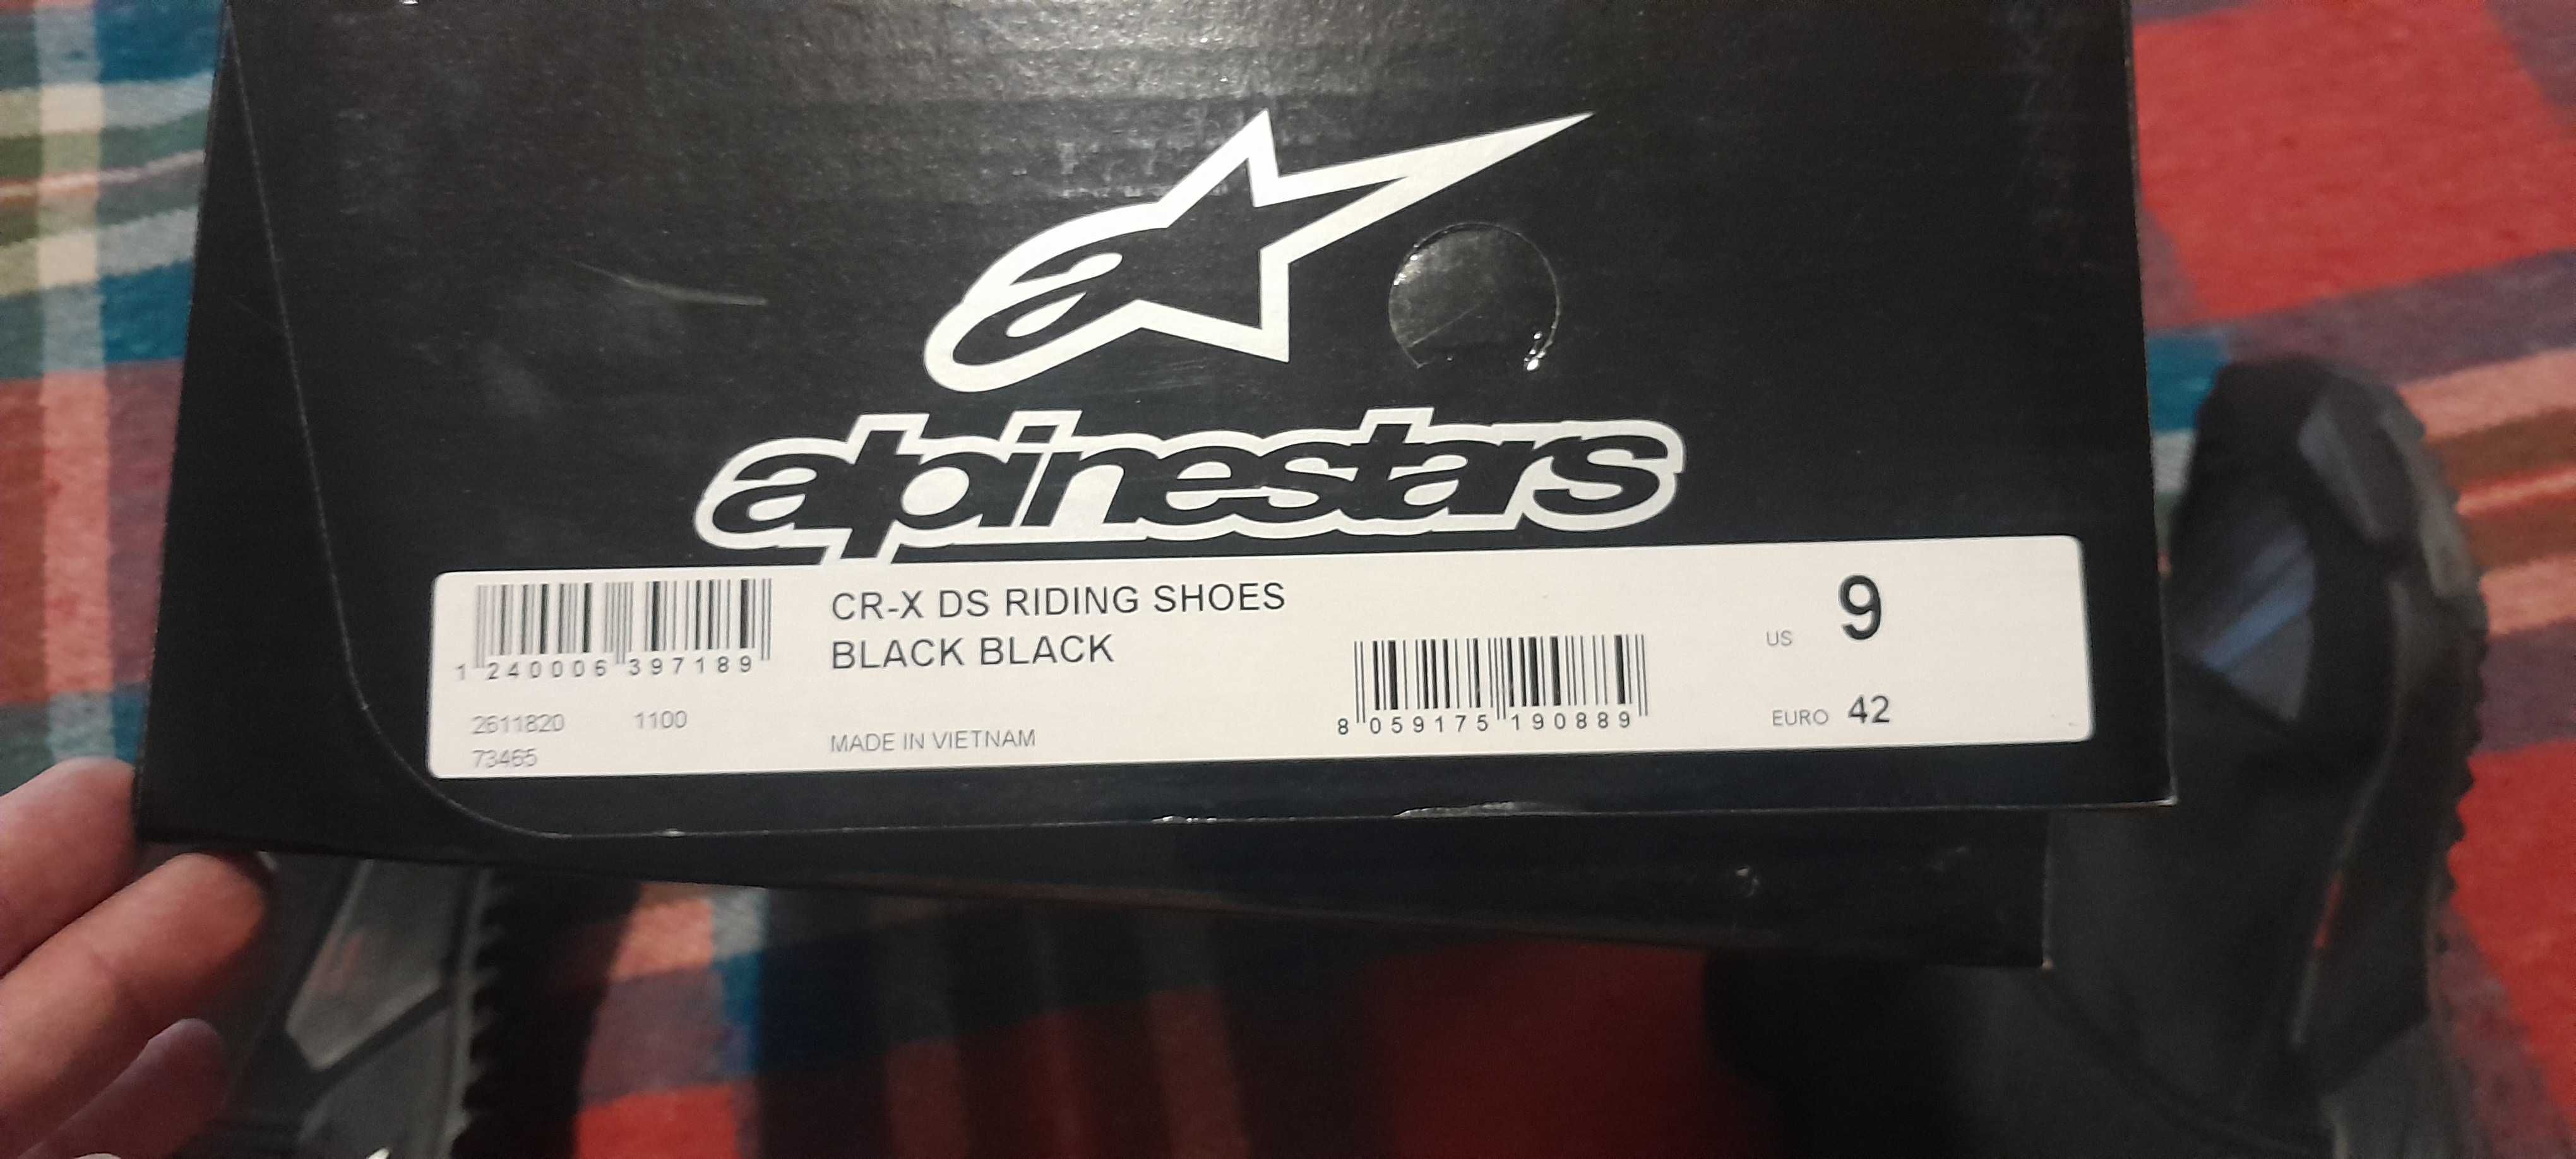 alpinestars
1 240006 397189
2611820 1100
73465
CR-X DS RIDING SHOES
BLACK BLACK
MADE IN VIETNAM
8 059175 190889
US 9
EURO 42